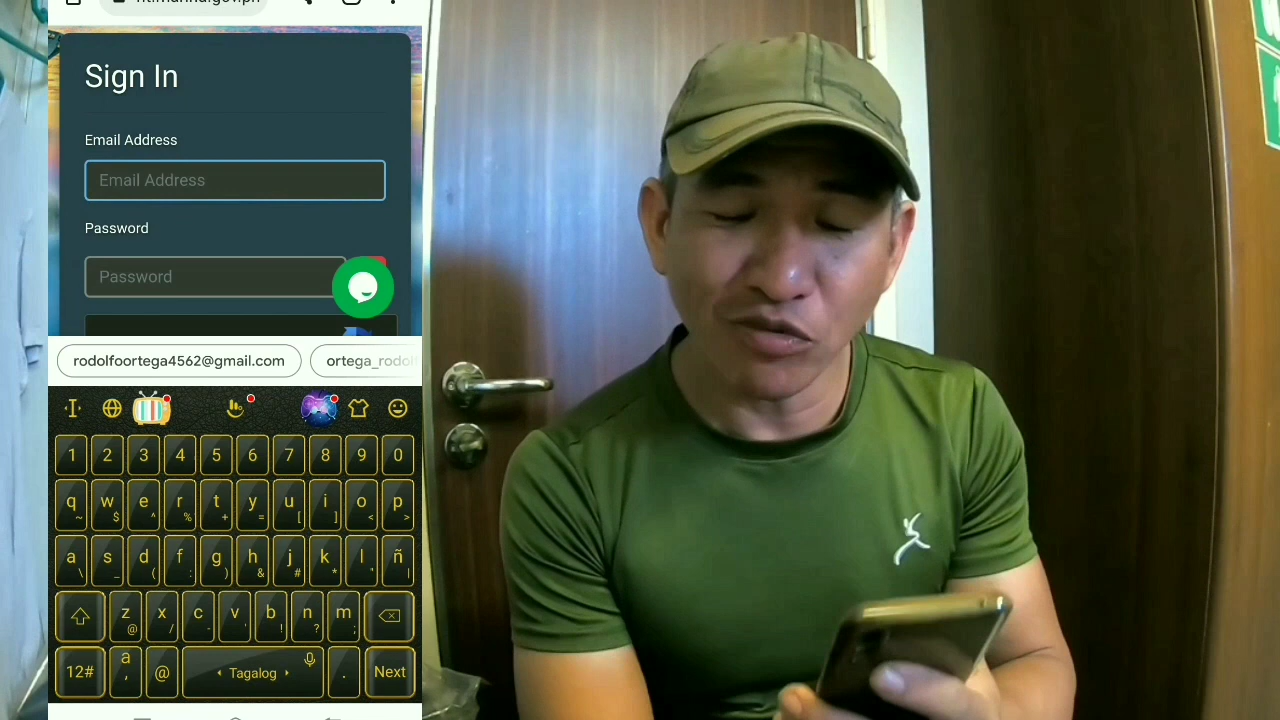 Sign In
Email Address
Email Address
Password
Password
rodolfoortega4562@gmail.com
1 2 3 4 5 6 7 8 9 0
q w e r t y u i o p
~ $ ^ % + = [ ] < >
a s d f g h j k l ñ
\ _ ( : ) & # * " |
z x c v b n m
@ / - ' ! ? ;
12# a , @ Tagalog . Next